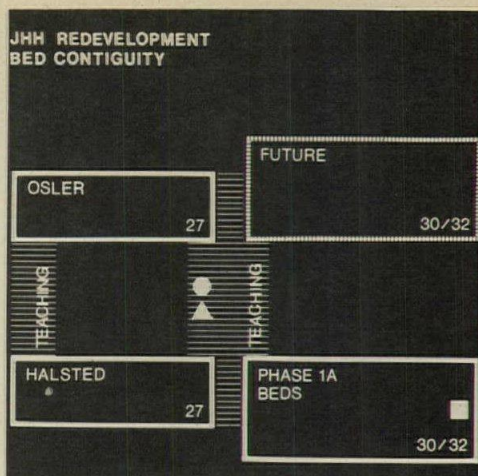 JHH REDEVELOPMENT
BED CONTIGUITY
FUTURE
30/32
OSLER
27
TEACHING
TEACHING
HALSTED
27
PHASE 1A
BEDS
30/32